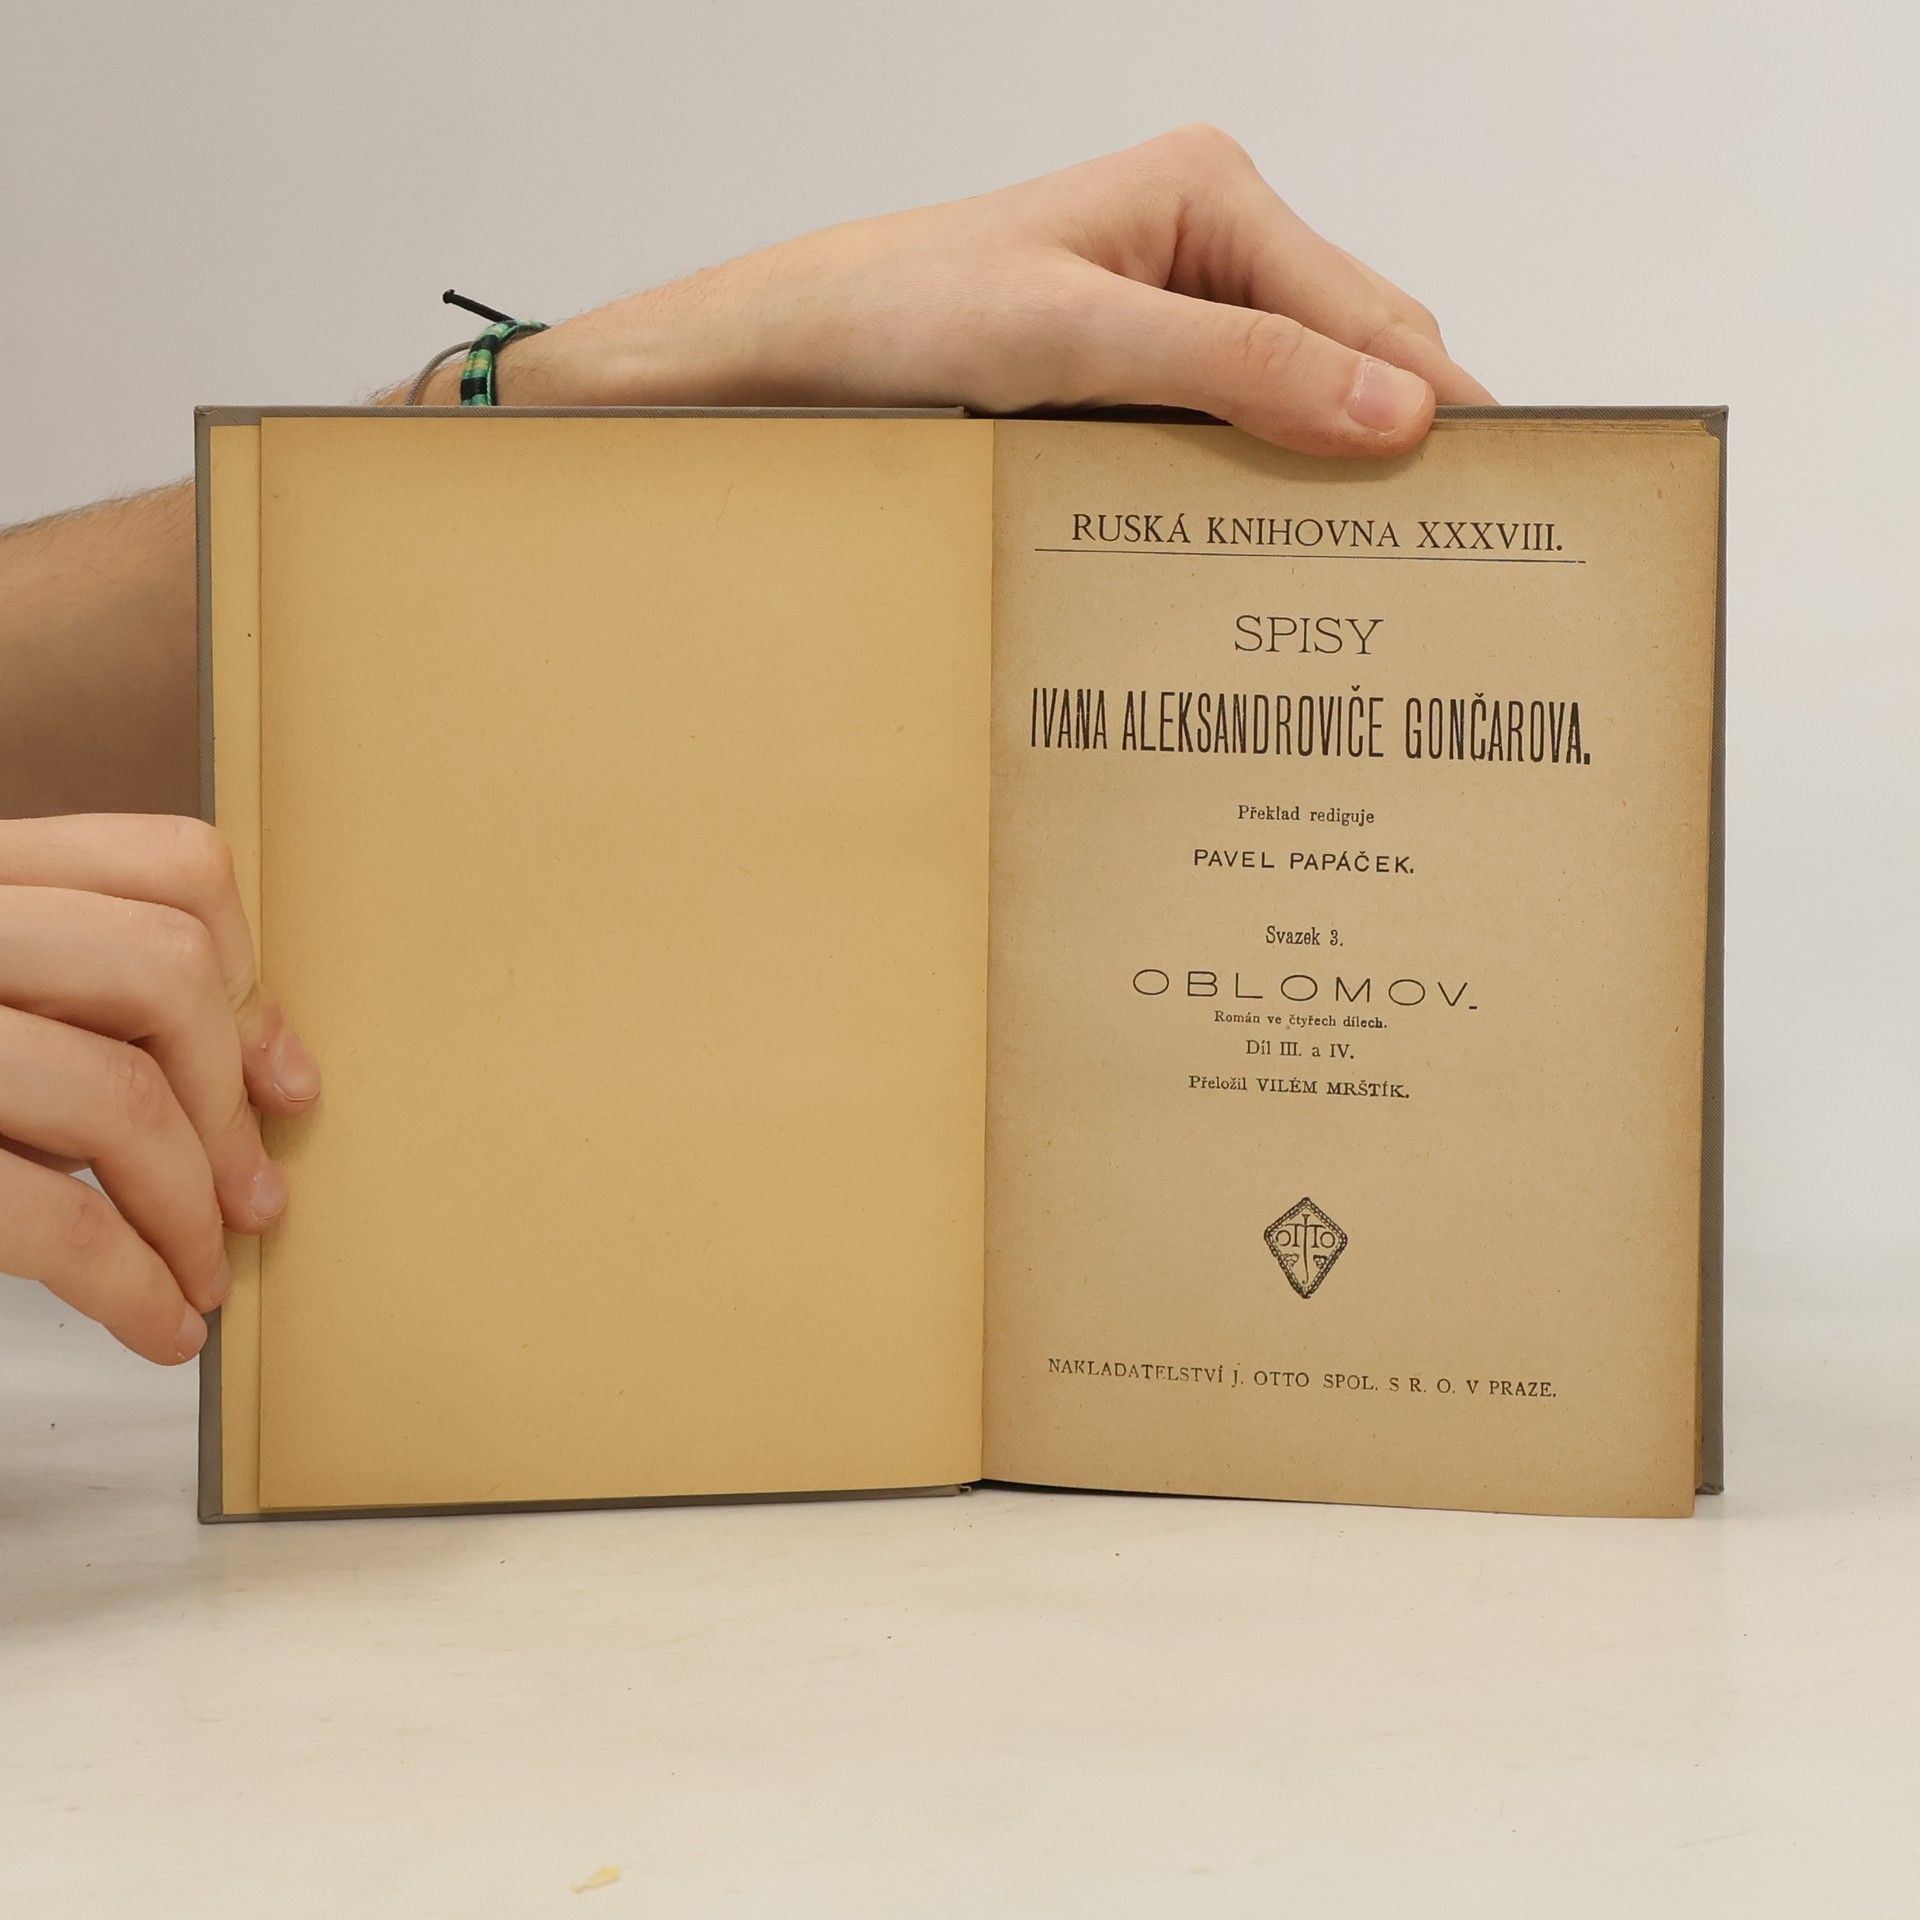 RUSKÁ KNIHOVNA XXXVIII.
SPISY
IVANA ALEKSANDROVIČE GONČAROVA.
Překlad rediguje
PAVEL PAPÁČEK.
Svazek 3.
OBLOMOV.
Román ve čtyřech dílech.
Díl III. a IV.
Přeložil VILÉM MRŠTÍK.
OTTO
NAKLADATELSTVÍ J. OTTO SPOL. S R. O. V PRAZE.